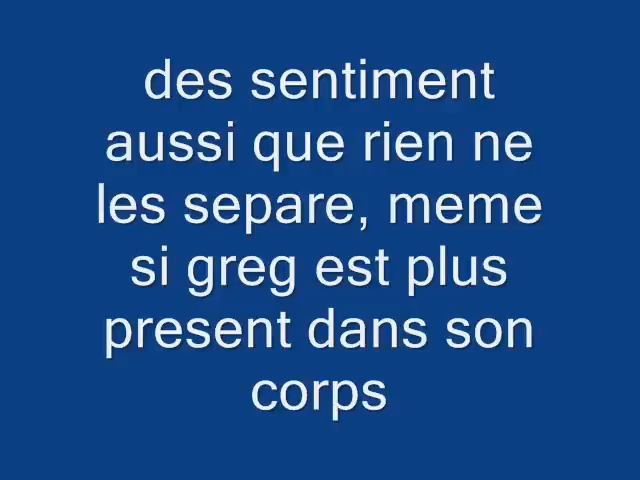 des sentiment
aussi que rien ne
les separe, meme
si greg est plus
present dans son
corps